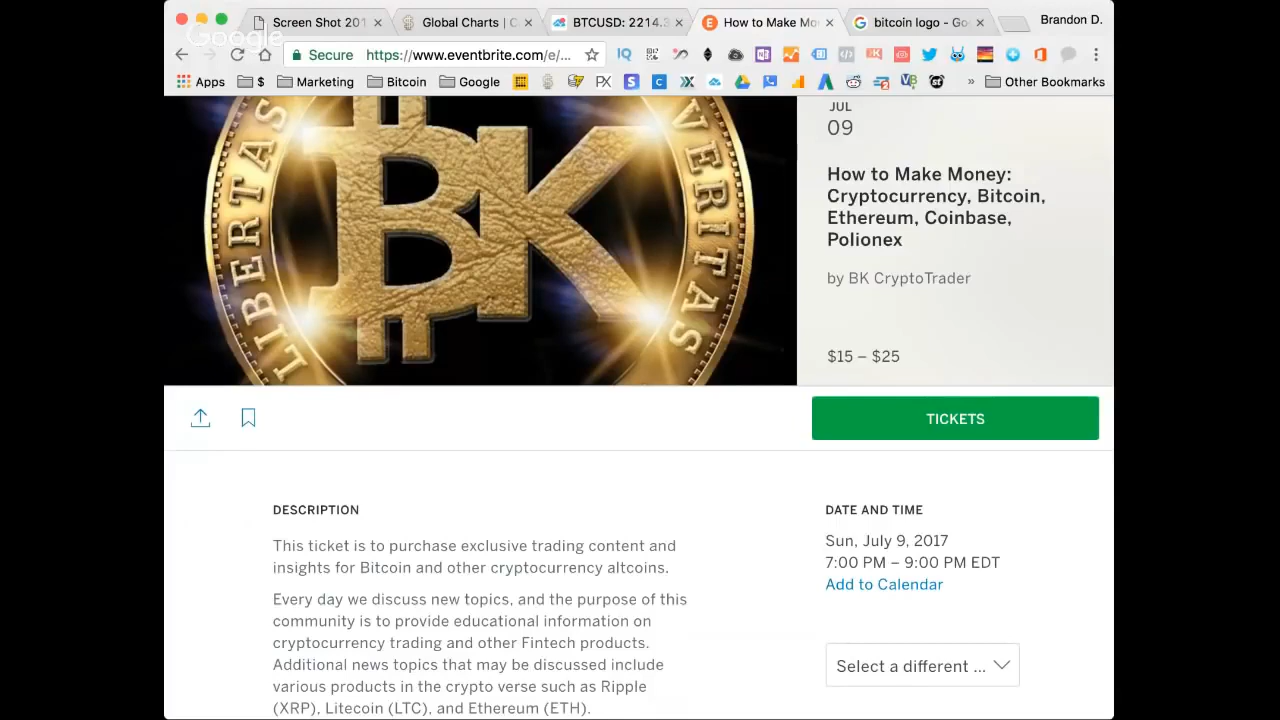 Screen Shot 201
Global Charts | C
BTCUSD: 2214.3
How to Make Mo
bitcoin logo - Go
Brandon D.
Google
Secure
https://www.eventbrite.com/e/...
Apps
$
Marketing
Bitcoin
Google
Other Bookmarks
LIBERTAS
BK
VERITAS
JUL
09
How to Make Money:
Cryptocurrency, Bitcoin,
Ethereum, Coinbase,
Polionex
by BK CryptoTrader
$15 – $25
TICKETS
DESCRIPTION
This ticket is to purchase exclusive trading content and
insights for Bitcoin and other cryptocurrency altcoins.
Every day we discuss new topics, and the purpose of this
community is to provide educational information on
cryptocurrency trading and other Fintech products.
Additional news topics that may be discussed include
various products in the crypto verse such as Ripple
(XRP), Litecoin (LTC), and Ethereum (ETH).
DATE AND TIME
Sun, July 9, 2017
7:00 PM – 9:00 PM EDT
Add to Calendar
Select a different ...